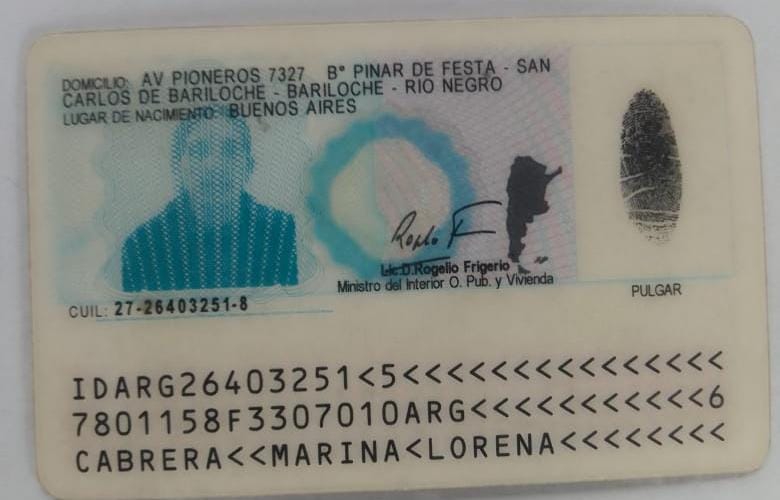 DOMICILIO: AV PIONEROS 7327 Bº PINAR DE FESTA - SAN
CARLOS DE BARILOCHE - BARILOCHE - RIO NEGRO
LUGAR DE NACIMIENTO: BUENOS AIRES
Lic.D.Rogelio Frigerio
Ministro del Interior O. Pub. y Vivienda
PULGAR
CUIL: 27-26403251-8
IDARG26403251<5<<<<<<<<<<<<<<<
7801158F3307010ARG<<<<<<<<<<<6
CABRERA<<MARINA<LORENA<<<<<<<<